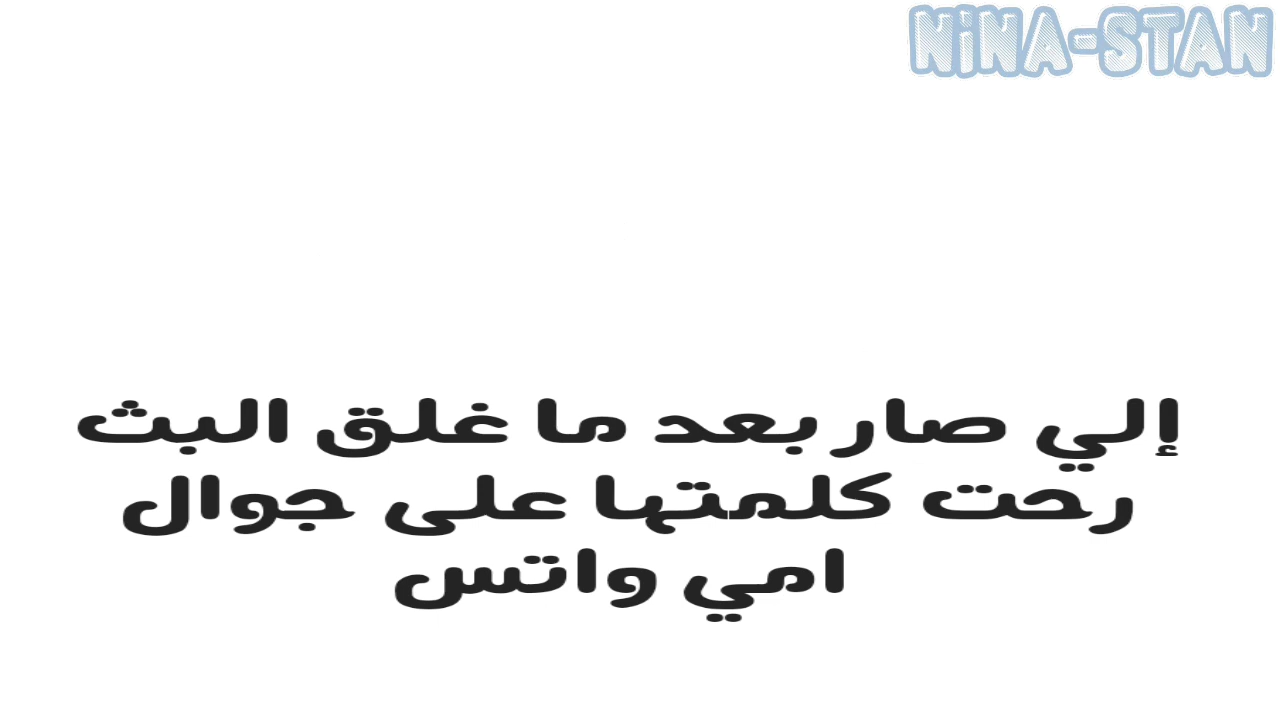 NiNA-STAN
إلي صار بعد ما غلق البث
رحت كلمتها على جوال
امي واتس